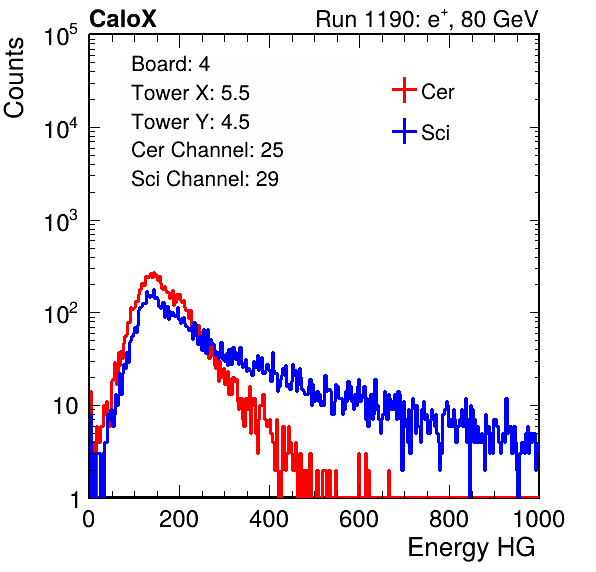 CaloX Run 1190: e⁺, 80 GeV
Counts
10⁵
10⁴
10³
10²
10
1
Board: 4
Tower X: 5.5
Tower Y: 4.5
Cer Channel: 25
Sci Channel: 29
Cer
Sci
0 200 400 600 800 1000
Energy HG